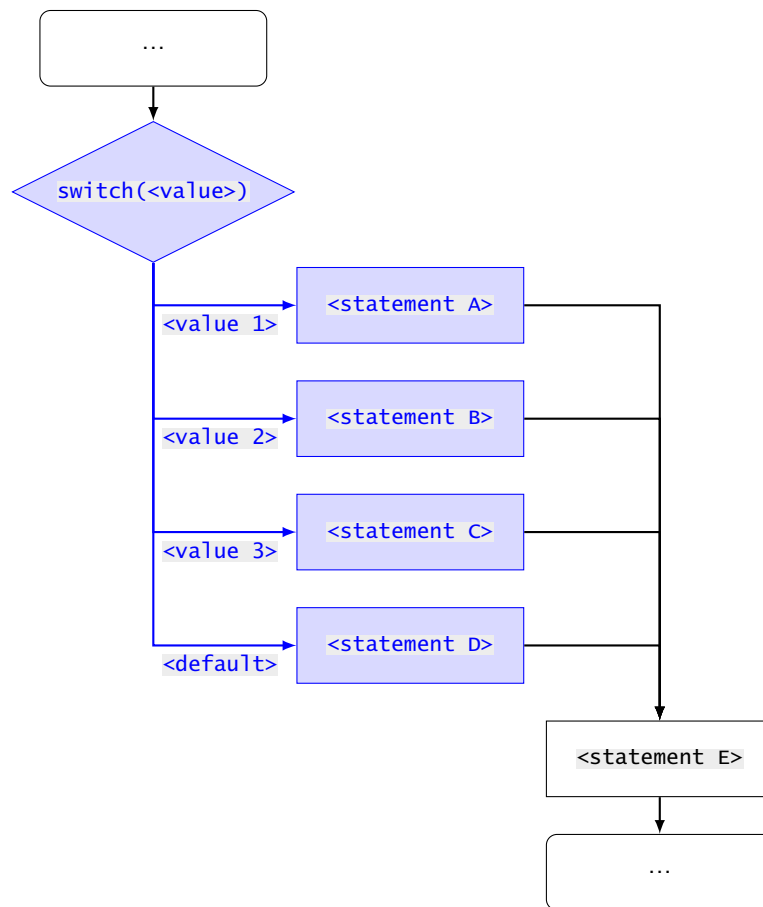 ...
switch(<value>)
<statement A>
<value 1>
<statement B>
<value 2>
<statement C>
<value 3>
<statement D>
<default>
<statement E>
...